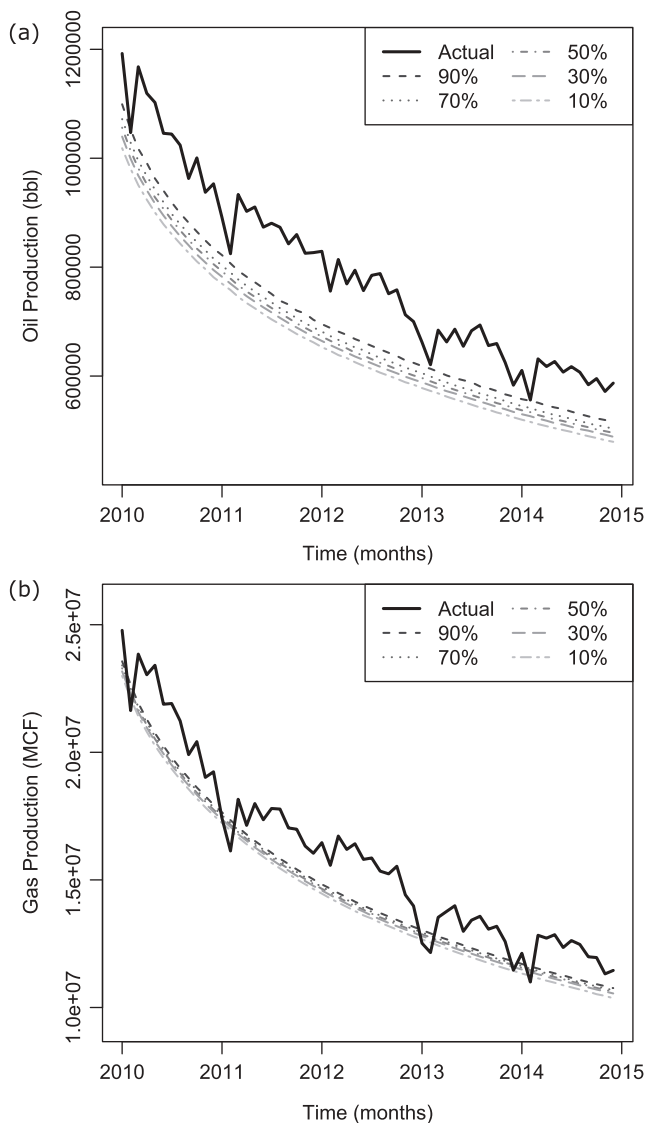 (a)
Oil Production (bbl)
1200000
1000000
800000
600000
Actual
90%
70%
50%
30%
10%
2010 2011 2012 2013 2014 2015
Time (months)
(b)
Gas Production (MCF)
2.5e+07
2.0e+07
1.5e+07
1.0e+07
Actual
90%
70%
50%
30%
10%
2010 2011 2012 2013 2014 2015
Time (months)